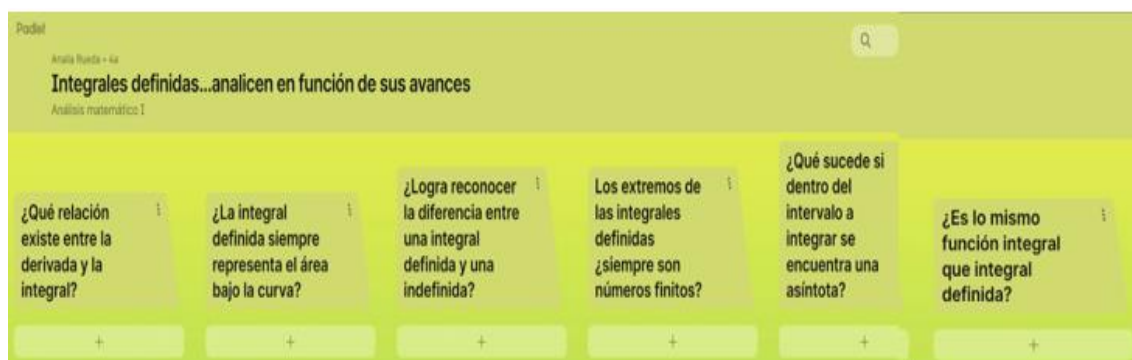 Padlet
Analía Rueda • 4a
Integrales definidas...analicen en función de sus avances
Análisis matemático I
¿Qué relación
existe entre la
derivada y la
integral?
¿La integral
definida siempre
representa el área
bajo la curva?
¿Logra reconocer
la diferencia entre
una integral
definida y una
indefinida?
Los extremos de
las integrales
definidas
¿siempre son
números finitos?
¿Qué sucede si
dentro del
intervalo a
integrar se
encuentra una
asíntota?
¿Es lo mismo
función integral
que integral
definida?